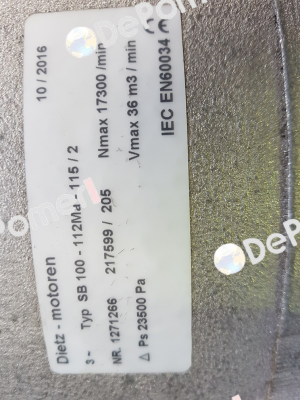 Dietz - motoren 10 / 2016
3 ~ Typ SB 100 - 112Md - 115 / 2
NR. 1271266 217599 / 205 Nmax 17300 /min
Δ Ps 23500 Pa Vmax 36 m3 / min
IEC EN60034
DePomeri
DePo